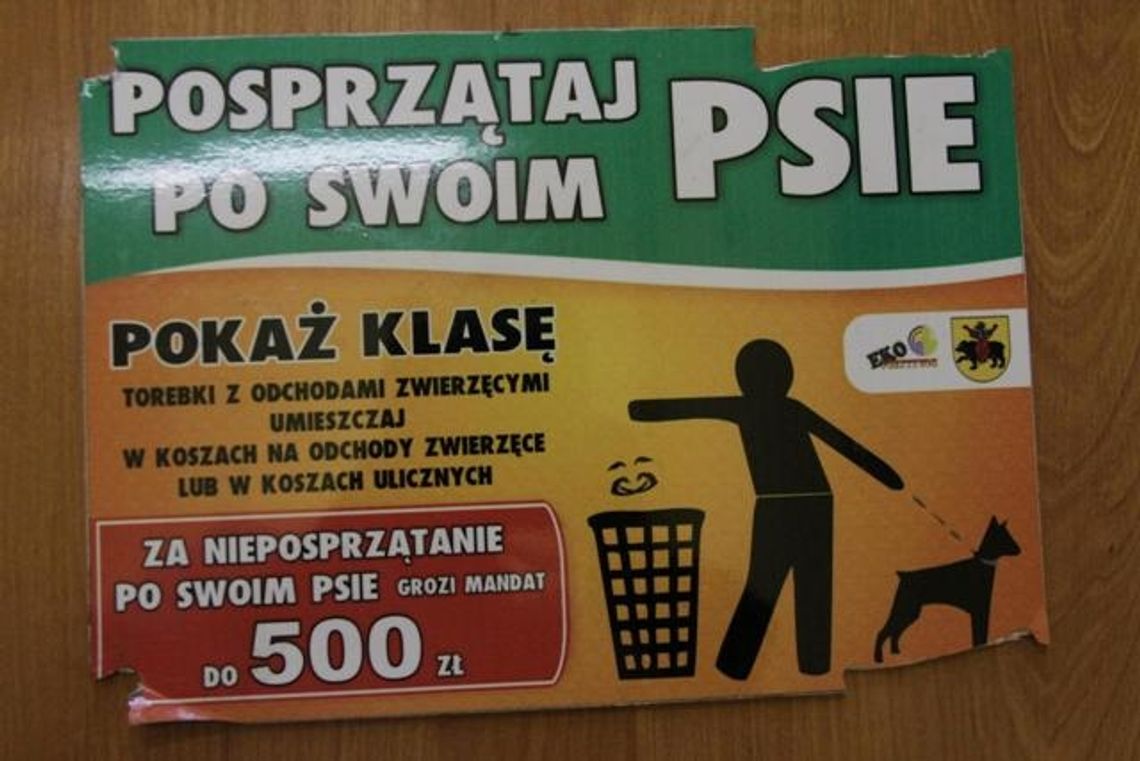 POSPRZĄTAJ
PO SWOIM PSIE
POKAŻ KLASĘ
TOREBKI Z ODCHODAMI ZWIERZĘCYMI
UMIESZCZAJ
W KOSZACH NA ODCHODY ZWIERZĘCE
LUB W KOSZACH ULICZNYCH
EKO
ZA NIEPOSPRZĄTANIE
PO SWOIM PSIE GROZI MANDAT
DO 500 ZŁ